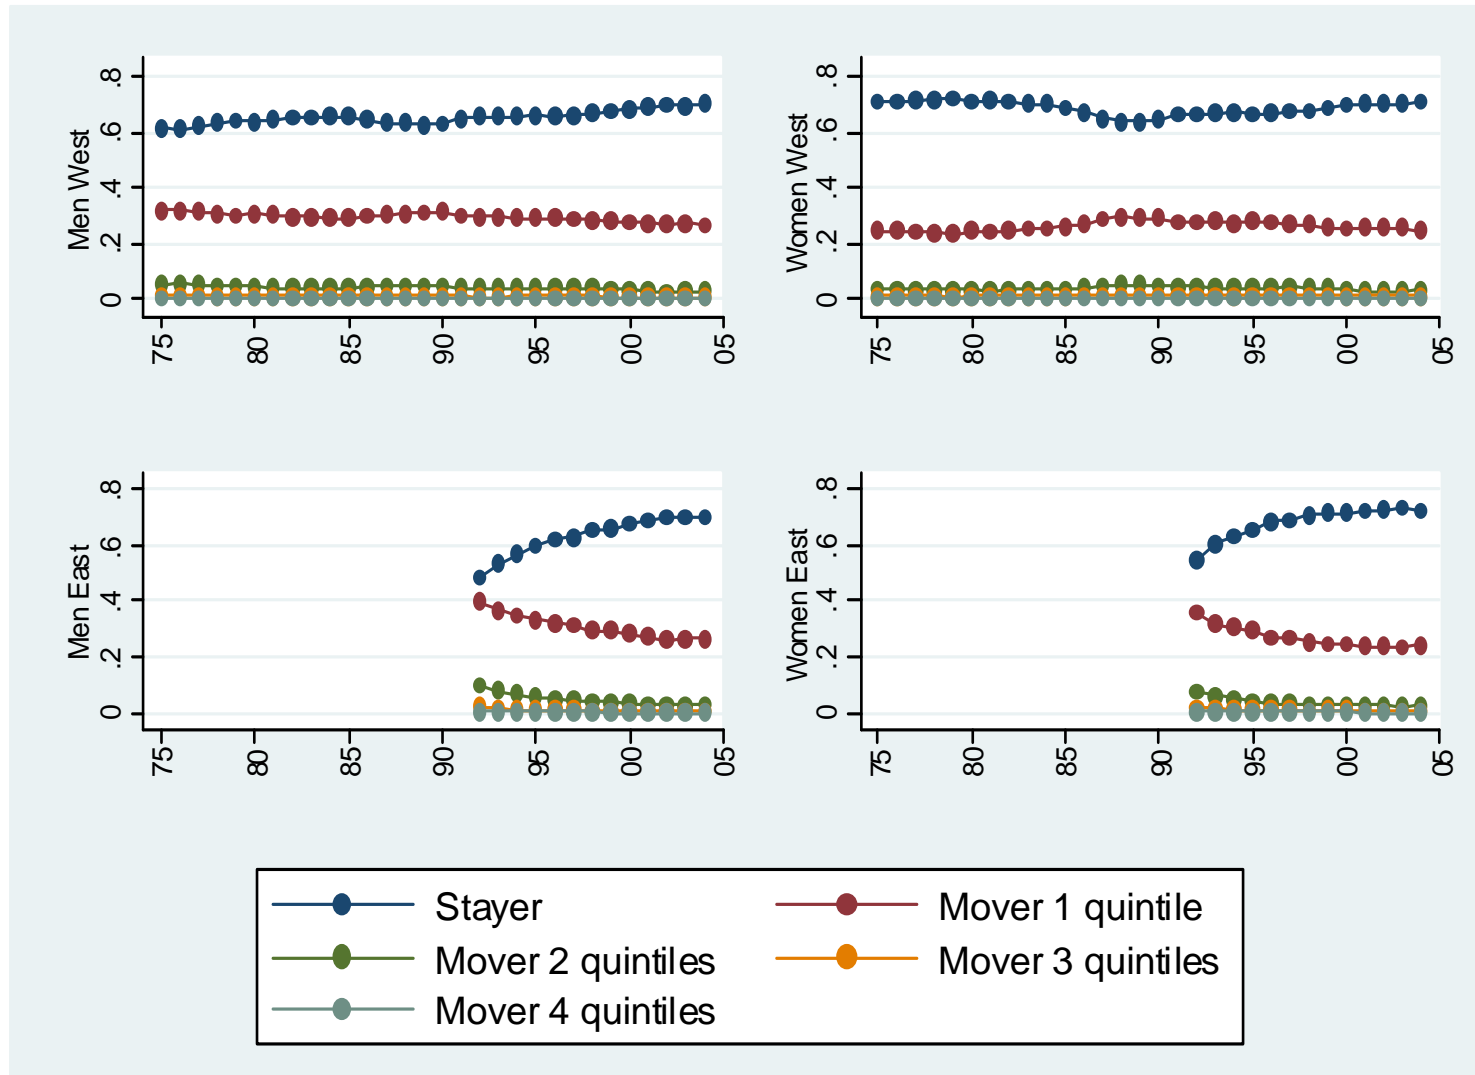 Men West
.8
.6
.4
.2
0
75 80 85 90 95 00 05
Women West
.8
.6
.4
.2
0
75 80 85 90 95 00 05
Men East
.8
.6
.4
.2
0
75 80 85 90 95 00 05
Women East
.8
.6
.4
.2
0
75 80 85 90 95 00 05
Stayer Mover 1 quintile
Mover 2 quintiles Mover 3 quintiles
Mover 4 quintiles